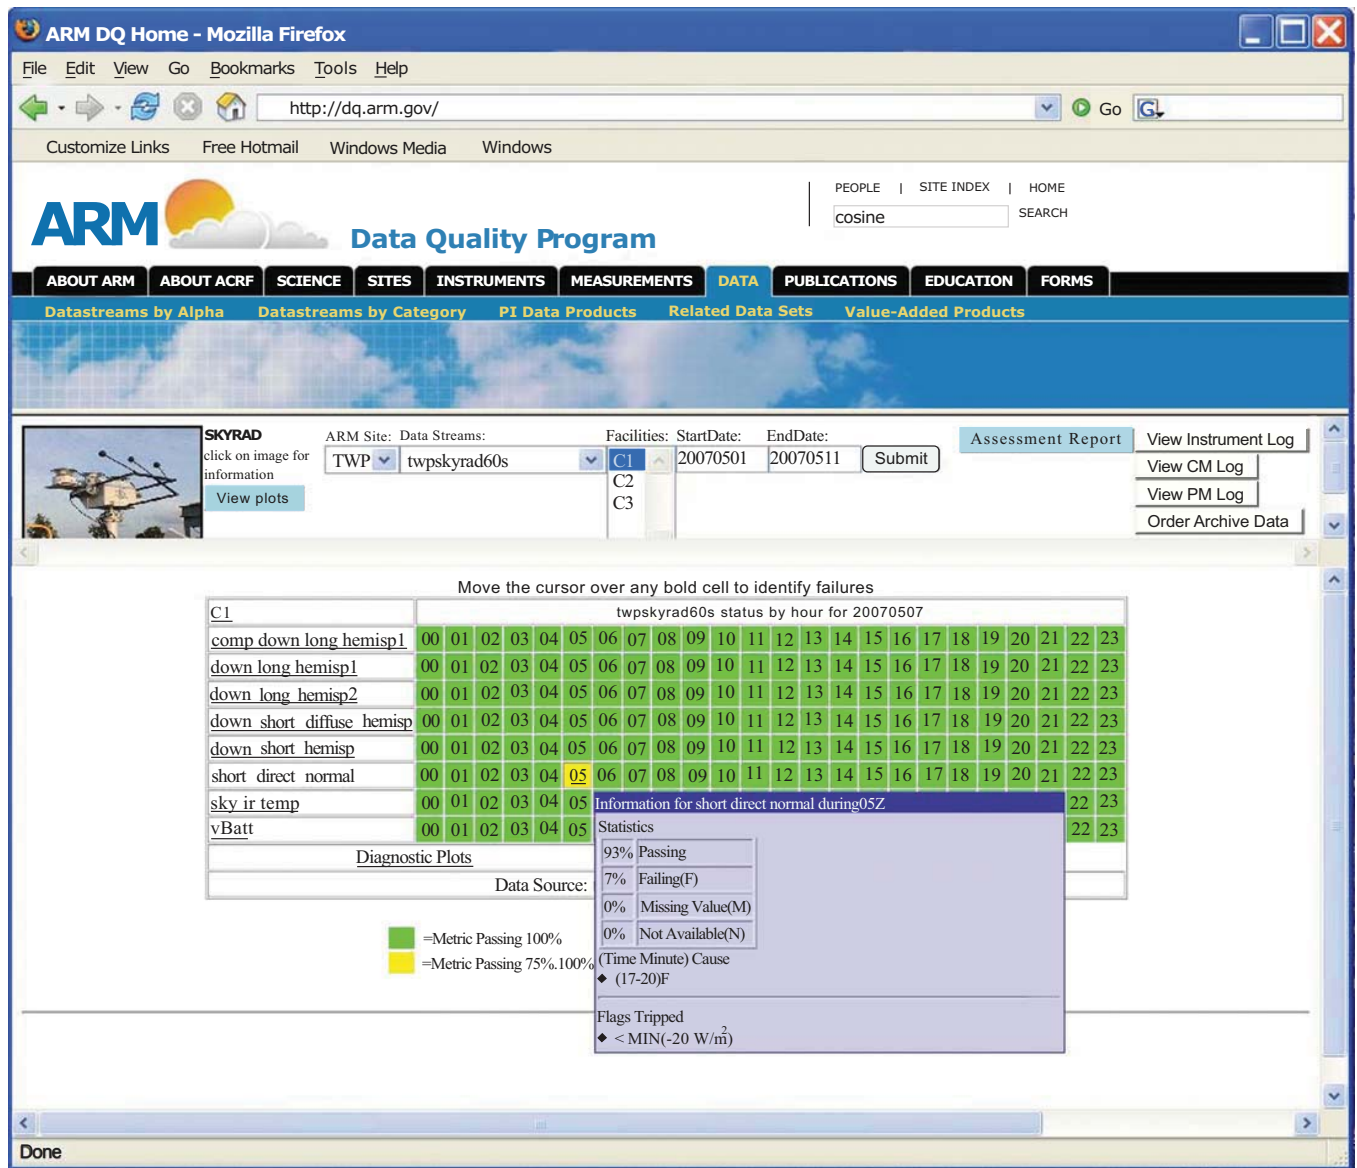 ARM DQ Home - Mozilla Firefox
File Edit View Go Bookmarks Tools Help
http://dq.arm.gov/ Go G
Customize Links Free Hotmail Windows Media Windows
PEOPLE | SITE INDEX | HOME
cosine SEARCH
ARM Data Quality Program
ABOUT ARM ABOUT ACRF SCIENCE SITES INSTRUMENTS MEASUREMENTS DATA PUBLICATIONS EDUCATION FORMS
Datastreams by Alpha Datastreams by Category PI Data Products Related Data Sets Value-Added Products
SKYRAD ARM Site: Data Streams: Facilities: StartDate: EndDate: Assessment Report View Instrument Log
click on image for TWP twpskyrad60s C1 20070501 20070511 Submit
information C2 View CM Log
View plots C3 View PM Log
Order Archive Data
Move the cursor over any bold cell to identify failures
C1 twpskyrad60s status by hour for 20070507
comp down long hemisp1 00 01 02 03 04 05 06 07 08 09 10 11 12 13 14 15 16 17 18 19 20 21 22 23
down long hemisp1 00 01 02 03 04 05 06 07 08 09 10 11 12 13 14 15 16 17 18 19 20 21 22 23
down long hemisp2 00 01 02 03 04 05 06 07 08 09 10 11 12 13 14 15 16 17 18 19 20 21 22 23
down short diffuse hemisp 00 01 02 03 04 05 06 07 08 09 10 11 12 13 14 15 16 17 18 19 20 21 22 23
down short hemisp 00 01 02 03 04 05 06 07 08 09 10 11 12 13 14 15 16 17 18 19 20 21 22 23
short direct normal 00 01 02 03 04 05 06 07 08 09 10 11 12 13 14 15 16 17 18 19 20 21 22 23
sky ir temp 00 01 02 03 04 05 22 23
vBatt 00 01 02 03 04 05 22 23
Diagnostic Plots
Data Source:
=Metric Passing 100%
=Metric Passing 75%.100%
Information for short direct normal during05Z
Statistics
93% Passing
7% Failing(F)
0% Missing Value(M)
0% Not Available(N)
(Time Minute) Cause
◆ (17-20)F
Flags Tripped
◆ < MIN(-20 W/m2)
Done